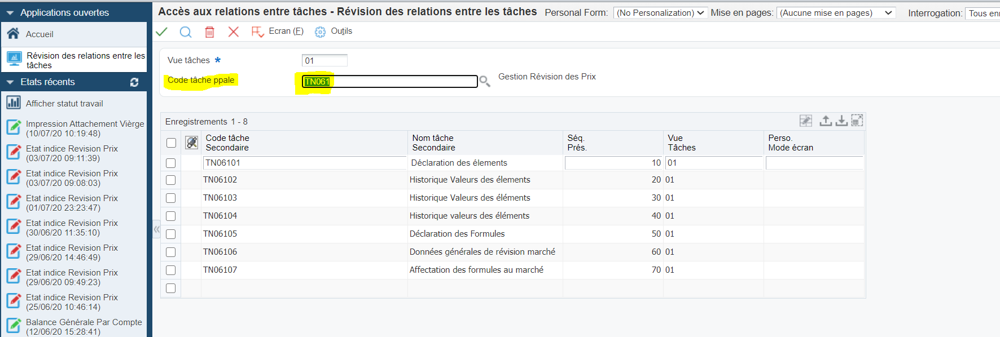 Applications ouvertes
Accueil
Révision des relations entre les
tâches
Etats récents
Afficher statut travail
Impression Attachement Vièrge
(10/07/20 10:19:48)
Etat indice Revision Prix
(03/07/20 09:11:39)
Etat indice Revision Prix
(03/07/20 09:08:03)
Etat indice Revision Prix
(01/07/20 23:23:47)
Etat indice Revision Prix
(30/06/20 11:35:10)
Etat indice Revision Prix
(29/06/20 14:46:49)
Etat indice Revision Prix
(29/06/20 09:49:23)
Etat indice Revision Prix
(25/06/20 10:46:14)
Balance Générale Par Compte
(12/06/20 15:28:41)
Accès aux relations entre tâches - Révision des relations entre les tâches Personal Form: (No Personalization) Mise en pages: (Aucune mise en pages) Interrogation: Tous enr
Ecran (F) Outils
Vue tâches * 01
Code tâche ppale TN061 Gestion Révision des Prix
Enregistrements 1 - 8
Code tâche Secondaire Nom tâche Secondaire Séq. Prés. Vue Tâches Perso. Mode écran
TN06101 Déclaration des élements 10 01
TN06102 Historique Valeurs des élements 20 01
TN06103 Historique Valeurs des éléments 30 01
TN06104 Historique valeurs des éléments 40 01
TN06105 Déclaration des Formules 50 01
TN06106 Données générales de révision marché 60 01
TN06107 Affectation des formules au marché 70 01